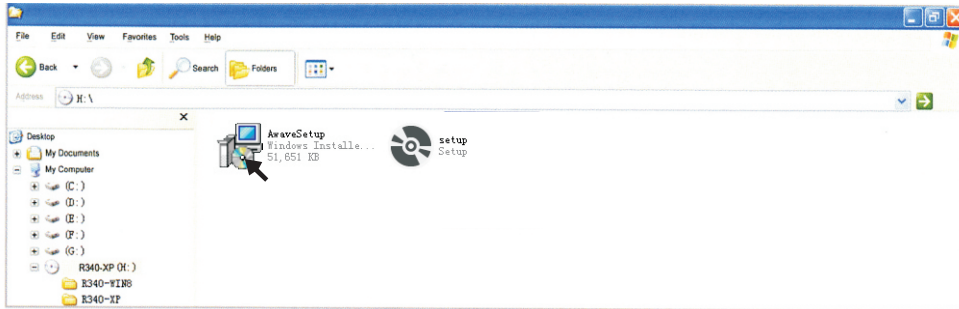 File Edit View Favorites Tools Help
Back Search Folders
Address H:\
Desktop
My Documents
My Computer
(C:)
(D:)
(E:)
(F:)
(G:)
R340-XP (H:)
R340-WIN8
R340-XP
AwaveSetup
Windows Installe...
51,651 KB
setup
Setup